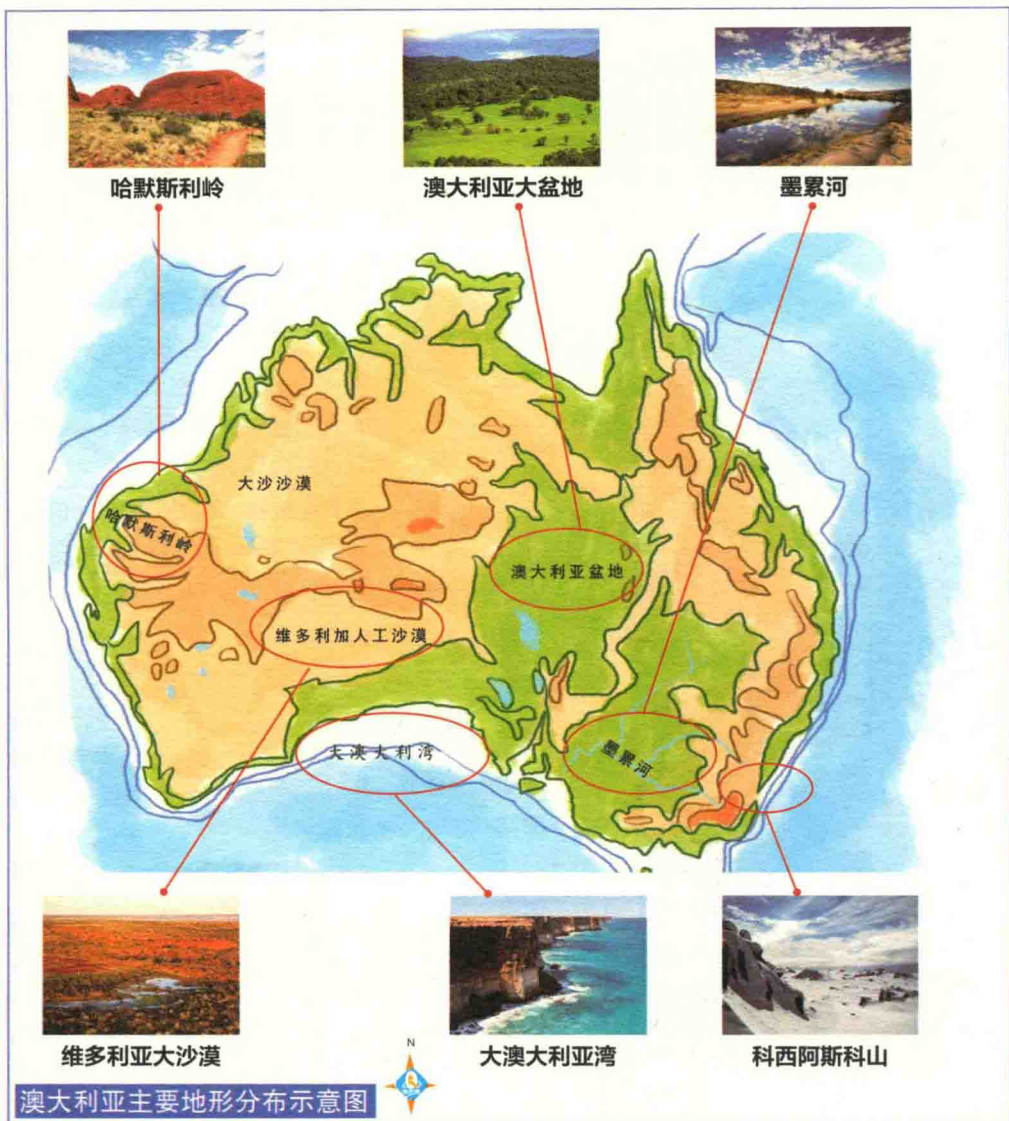 哈默斯利岭
澳大利亚大盆地
墨累河
大沙沙漠
哈默斯利岭
澳大利亚盆地
维多利加人工沙漠
大澳大利湾
墨累河
维多利亚大沙漠
大澳大利亚湾
科西阿斯科山
N
澳大利亚主要地形分布示意图